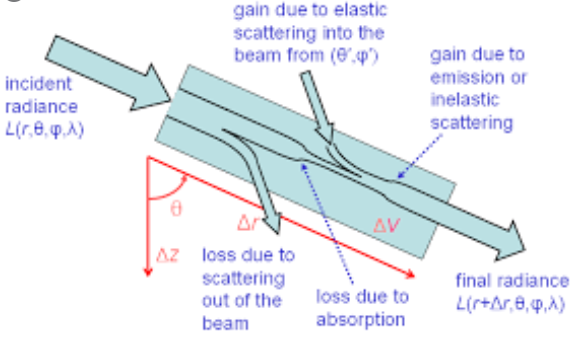 gain due to elastic
scattering into the
beam from (θ′,φ′)
gain due to
emission or
inelastic
scattering
incident
radiance
L(r,θ,φ,λ)
θ
Δr
ΔV
Δz
loss due to
scattering
out of the
beam
loss due to
absorption
final radiance
L(r+Δr,θ,φ,λ)